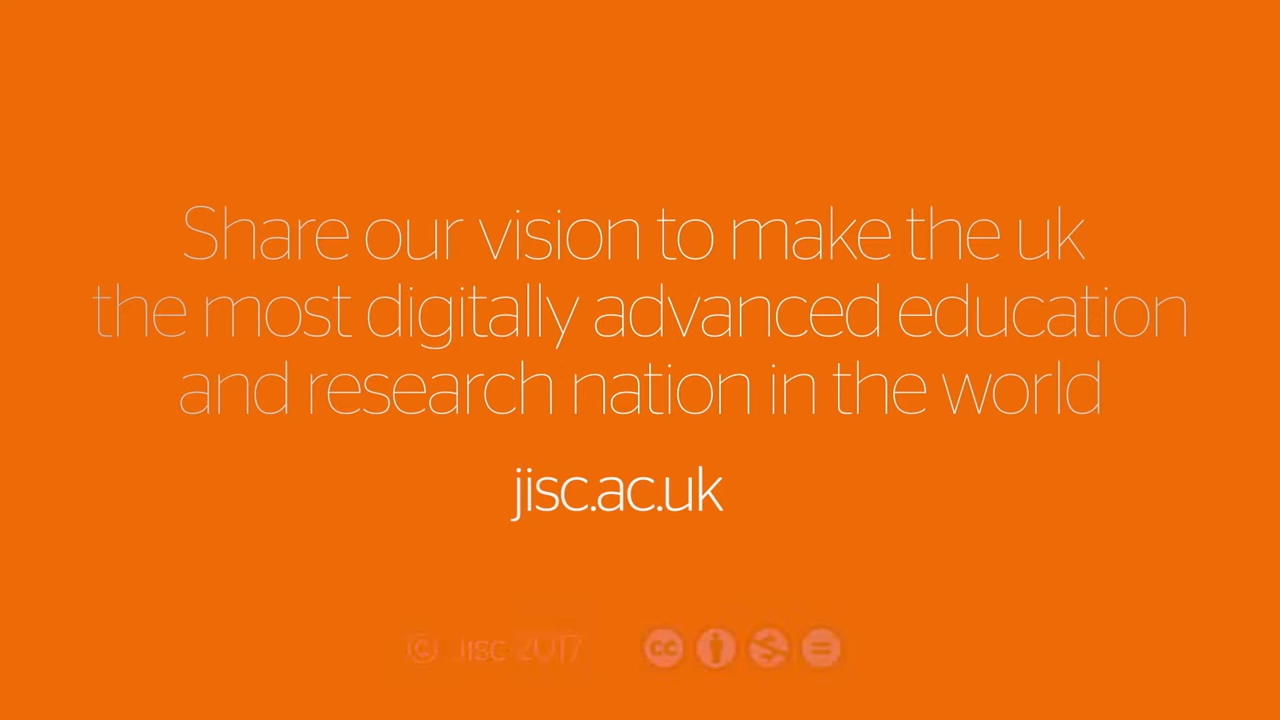 Share our vision to make the uk
the most digitally advanced education
and research nation in the world
jisc.ac.uk
© Jisc 2017